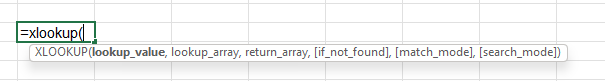 =xlookup(
XLOOKUP(lookup_value, lookup_array, return_array, [if_not_found], [match_mode], [search_mode])